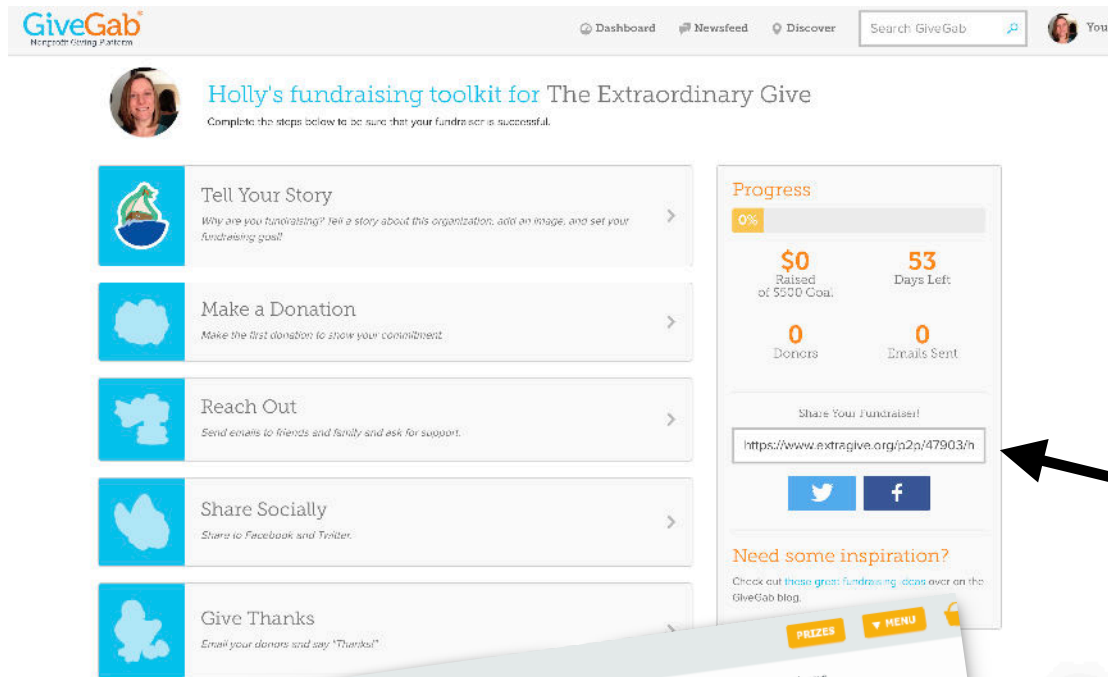 GiveGab®
Nonprofit Giving Platform
Dashboard
Newsfeed
Discover
Search GiveGab
You
Holly's fundraising toolkit for The Extraordinary Give
Complete the steps below to be sure that your fundraiser is successful.
Tell Your Story
Why are you fundraising? Tell a story about this organization, add an image, and set your
fundraising goal!
Make a Donation
Make the first donation to show your commitment.
Reach Out
Send emails to friends and family and ask for support.
Share Socially
Share to Facebook and Twitter.
Give Thanks
Email your donors and say "Thanks!"
Progress
0%
$0
Raised
of $500 Goal
53
Days Left
0
Donors
0
Emails Sent
Share Your Fundraiser!
https://www.extragive.org/p2p/47903/h
Need some inspiration?
Check out these great fundraising ideas over on the
GiveGab blog.
PRIZES
▼ MENU